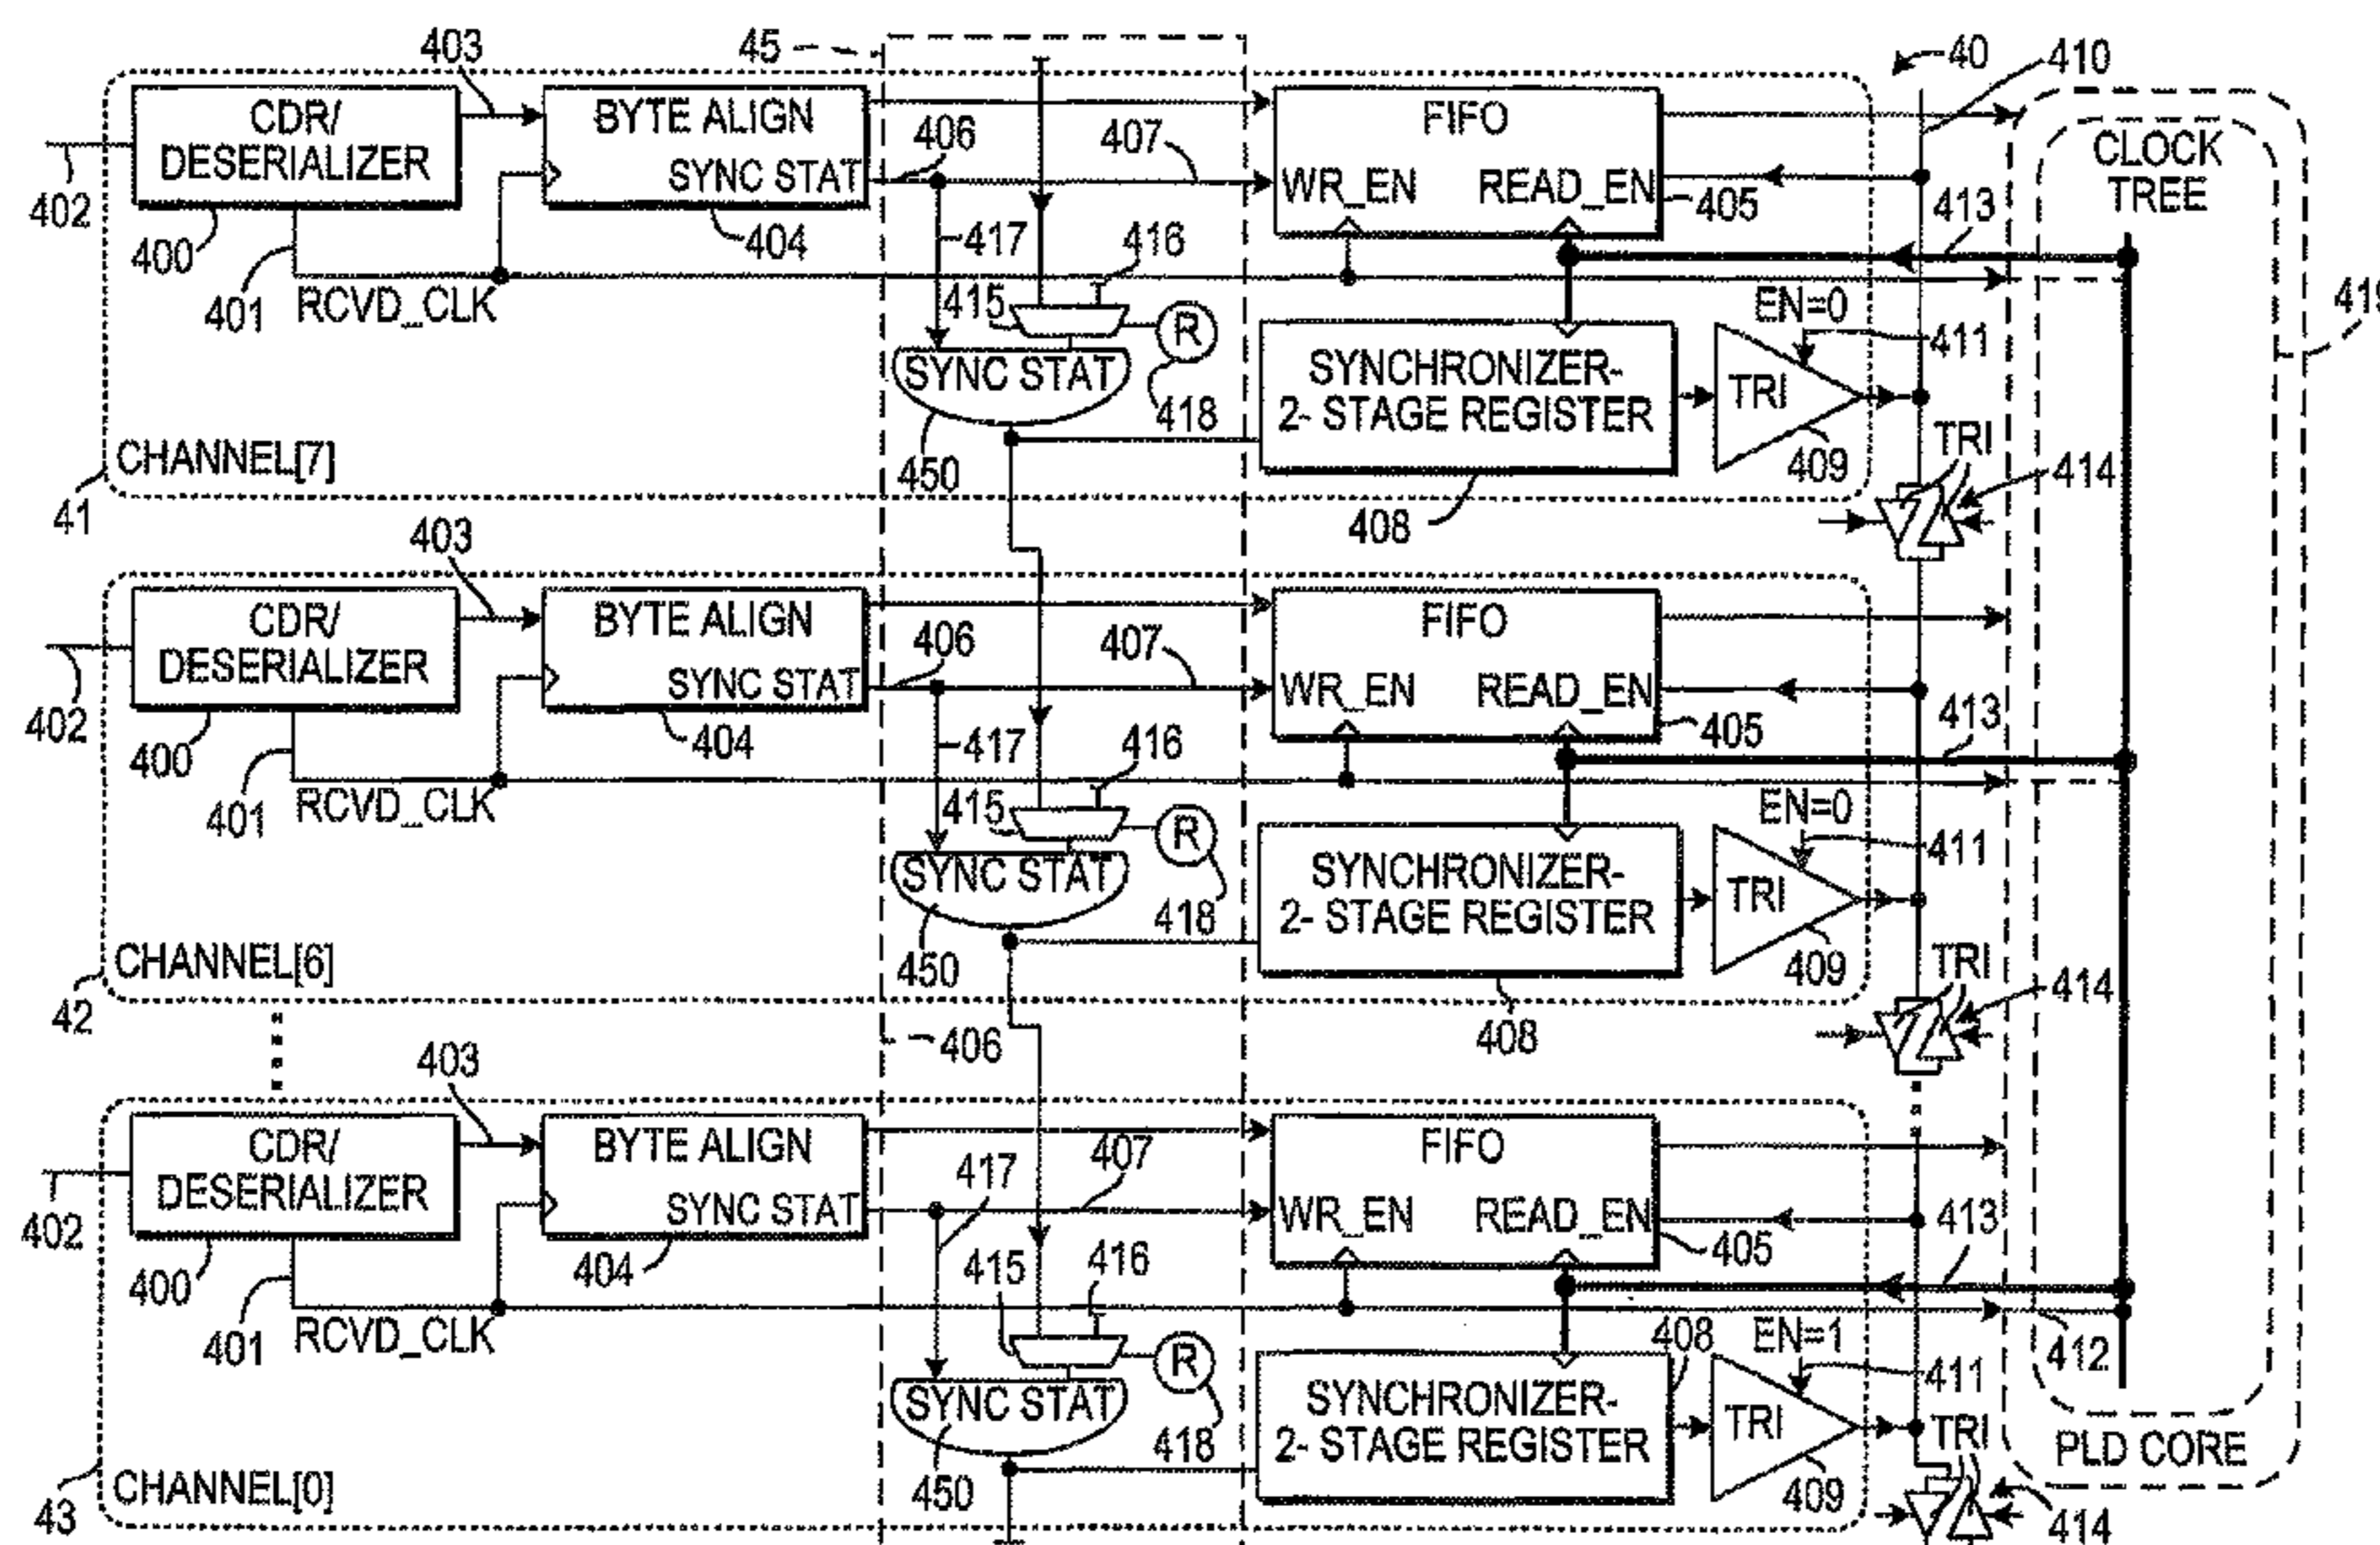 403
45
40
410
CDR/
DESERIALIZER
BYTE ALIGN
SYNC STAT
406
407
FIFO
WR_EN READ_EN
CLOCK
TREE
402
400
401
RCVD_CLK
404
417
416
415
405
413
EN=0
411
SYNC STAT
R
418
SYNCHRONIZER-
2- STAGE REGISTER
TRI
409
TRI
414
CHANNEL[7]
41
450
408
403
CDR/
DESERIALIZER
BYTE ALIGN
SYNC STAT
406
407
FIFO
WR_EN READ_EN
402
400
401
RCVD_CLK
404
417
416
415
405
413
EN=0
411
SYNC STAT
R
418
SYNCHRONIZER-
2- STAGE REGISTER
TRI
409
TRI
414
CHANNEL[6]
42
450
408
406
403
CDR/
DESERIALIZER
BYTE ALIGN
SYNC STAT
417
407
FIFO
WR_EN READ_EN
402
400
401
RCVD_CLK
404
415
416
405
413
408
EN=1
411
412
SYNC STAT
R
418
SYNCHRONIZER-
2- STAGE REGISTER
TRI
409
TRI
414
PLD CORE
CHANNEL[0]
43
450